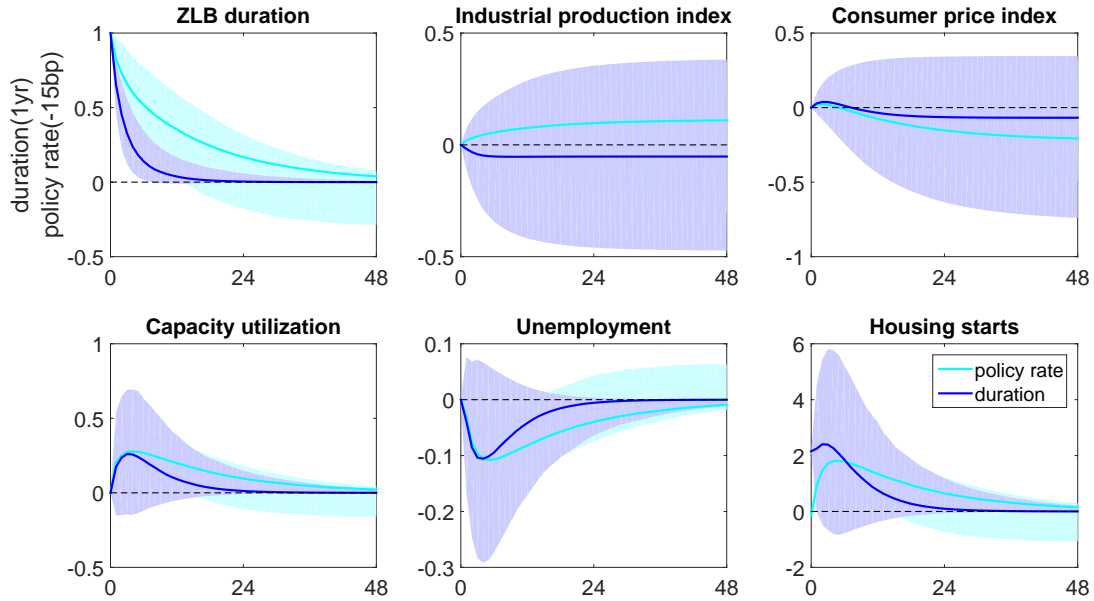 ZLB duration
Industrial production index
Consumer price index
duration(1yr)
policy rate(-15bp)
1
0.5
0
-0.5
0 24 48
0.5
0
-0.5
0 24 48
0.5
0
-0.5
-1
0 24 48
Capacity utilization
Unemployment
Housing starts
1
0.5
0
-0.5
0 24 48
0.1
0
-0.1
-0.2
-0.3
0 24 48
6
4
2
0
-2
0 24 48
policy rate
duration